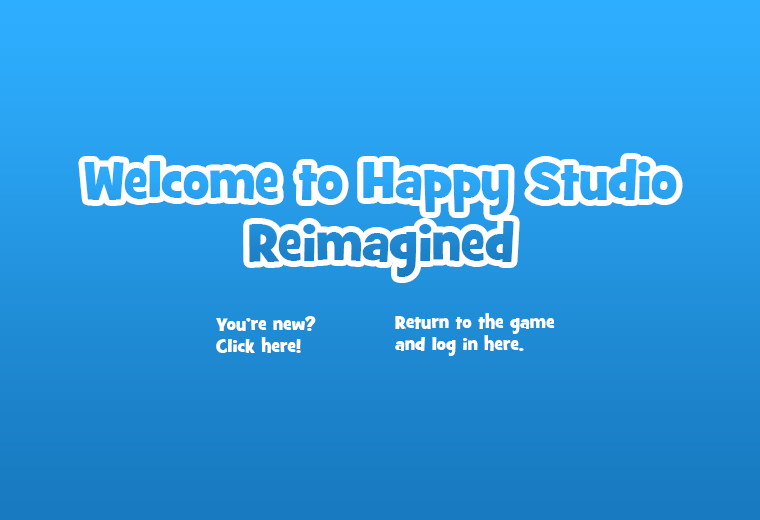 Welcome to Happy Studio
Reimagined
You're new?
Click here!
Return to the game
and log in here.